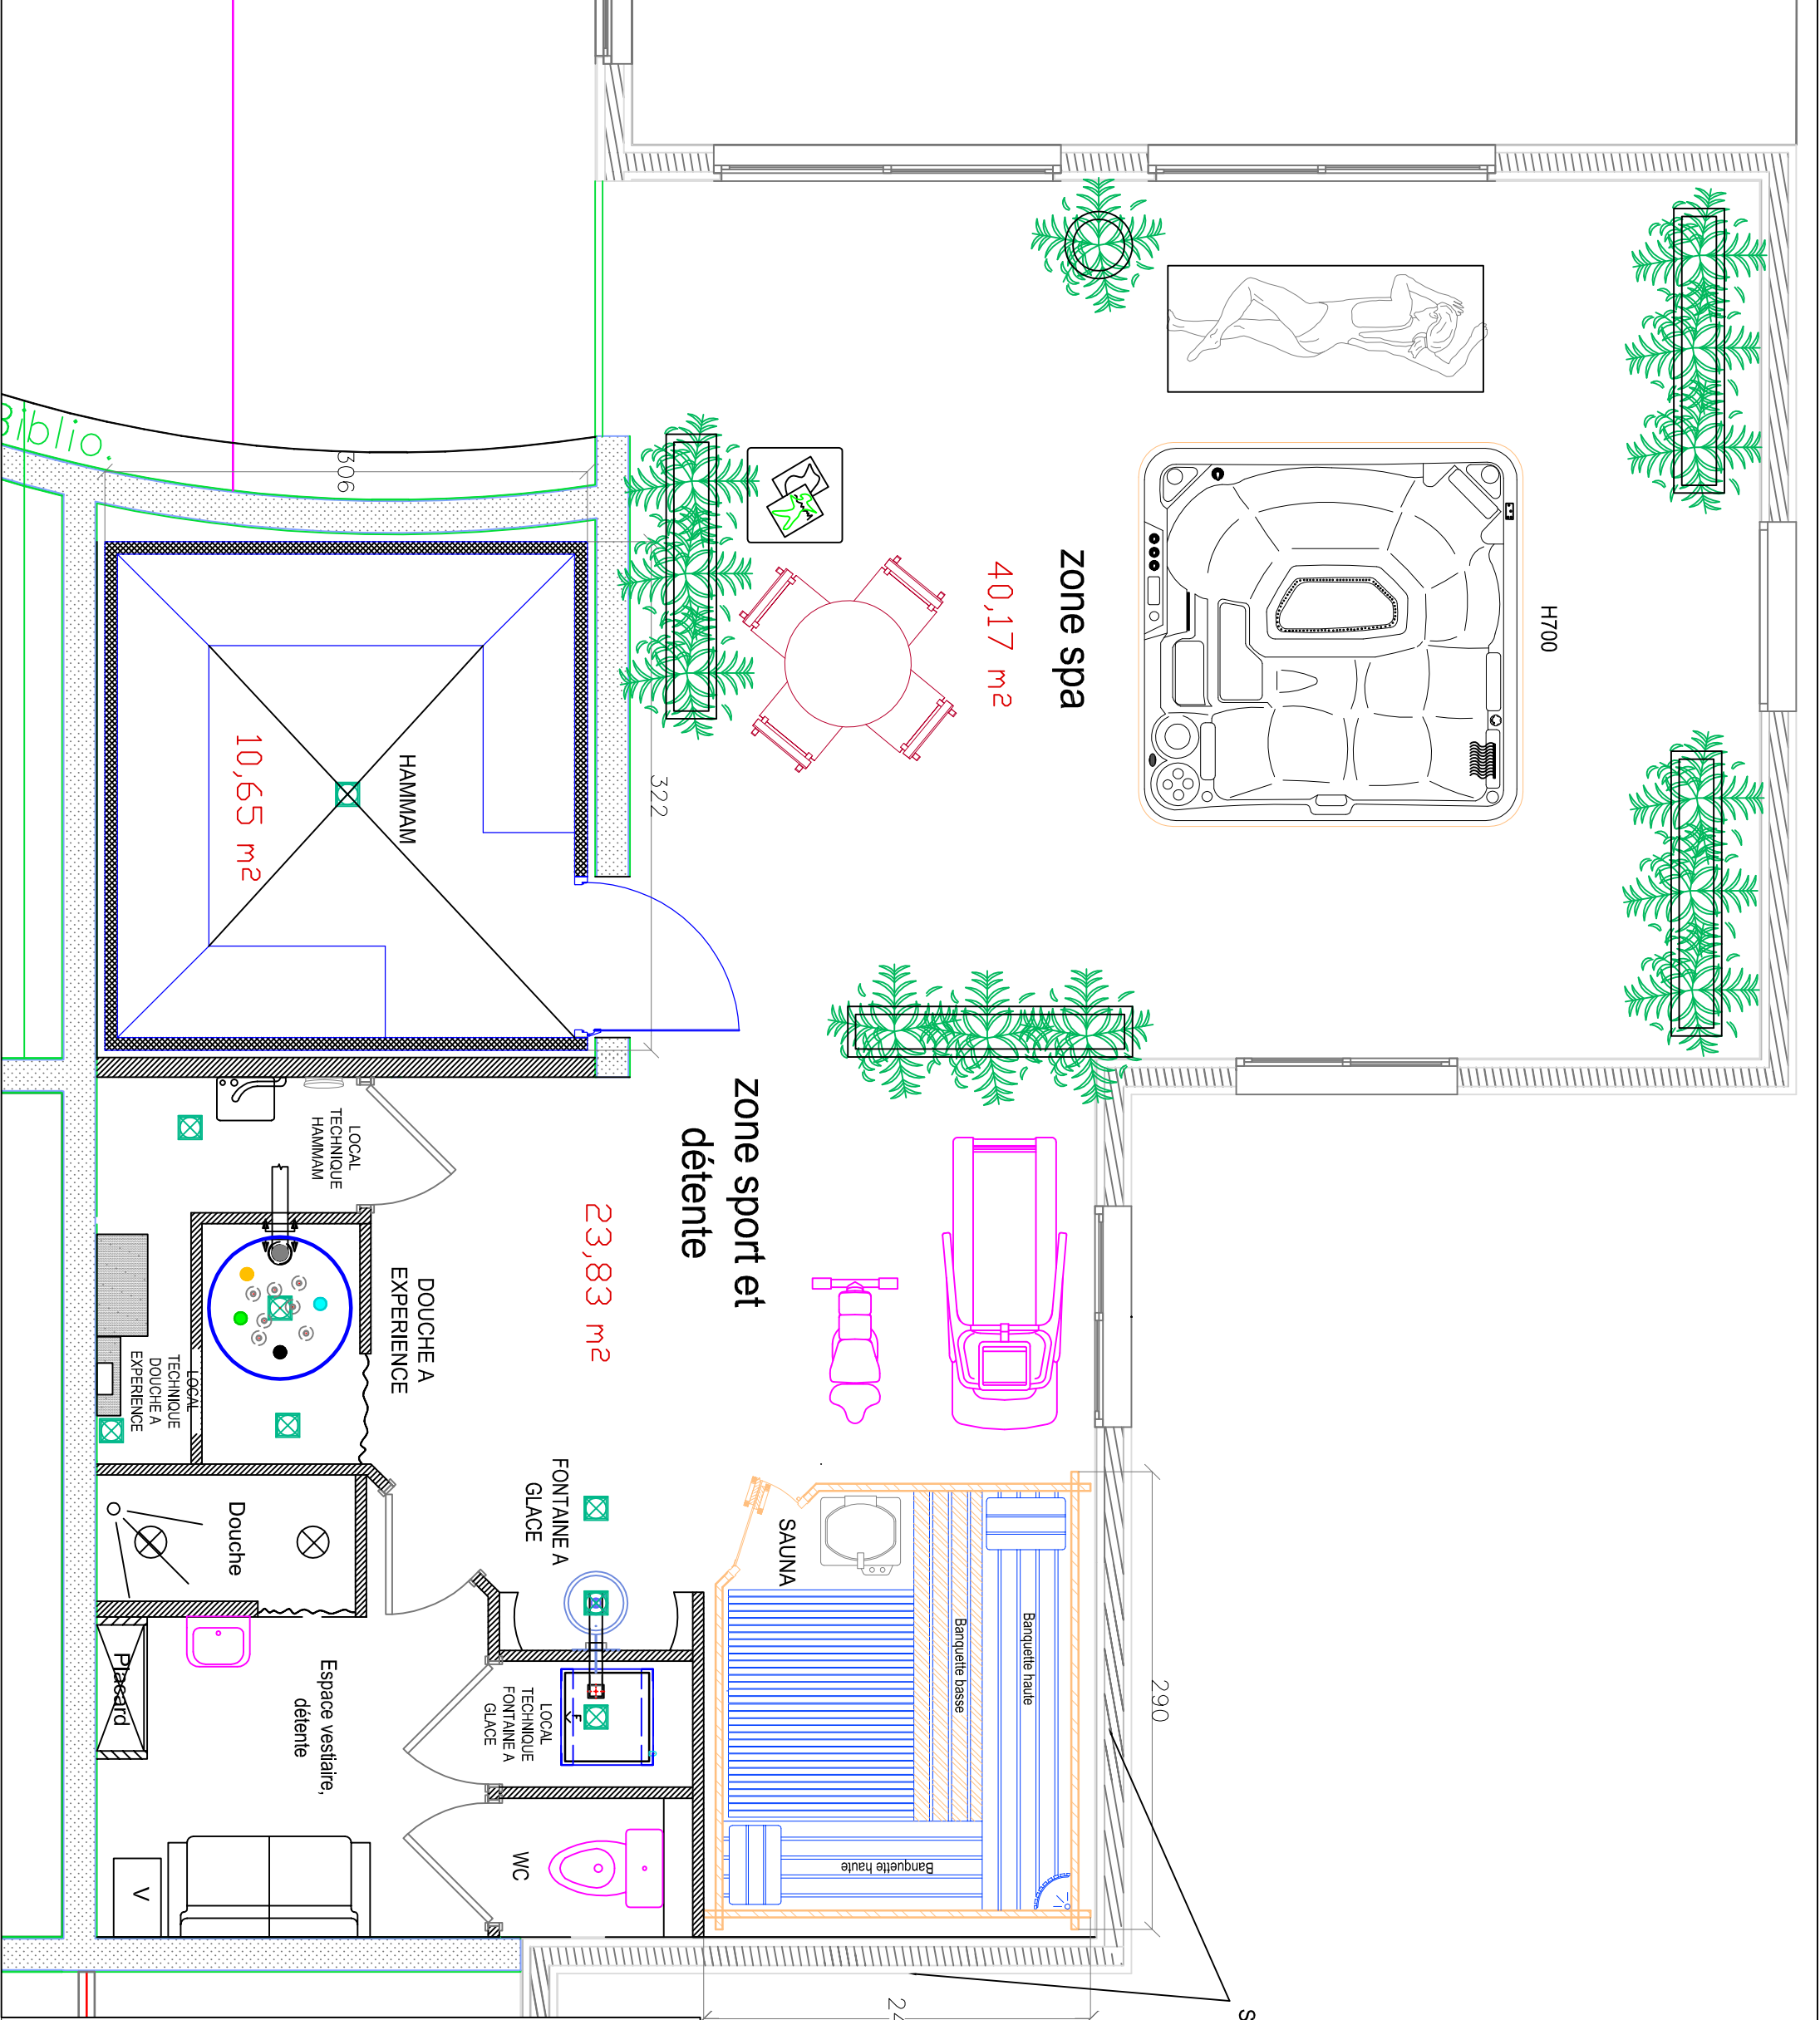 H700
zone spa
40,17 m²
Biblio.
306
322
HAMMAM
10,65 m²
zone sport et
détente
23,83 m²
LOCAL
TECHNIQUE
HAMMAM
DOUCHE A
EXPERIENCE
LOCAL
TECHNIQUE
DOUCHE A
EXPERIENCE
FONTAINE A
GLACE
SAUNA
Banquette haute
Banquette basse
Banquette haute
290
Douche
Placard
Espace vestiaire,
détente
LOCAL
TECHNIQUE
FONTAINE A
GLACE
F
WC
V